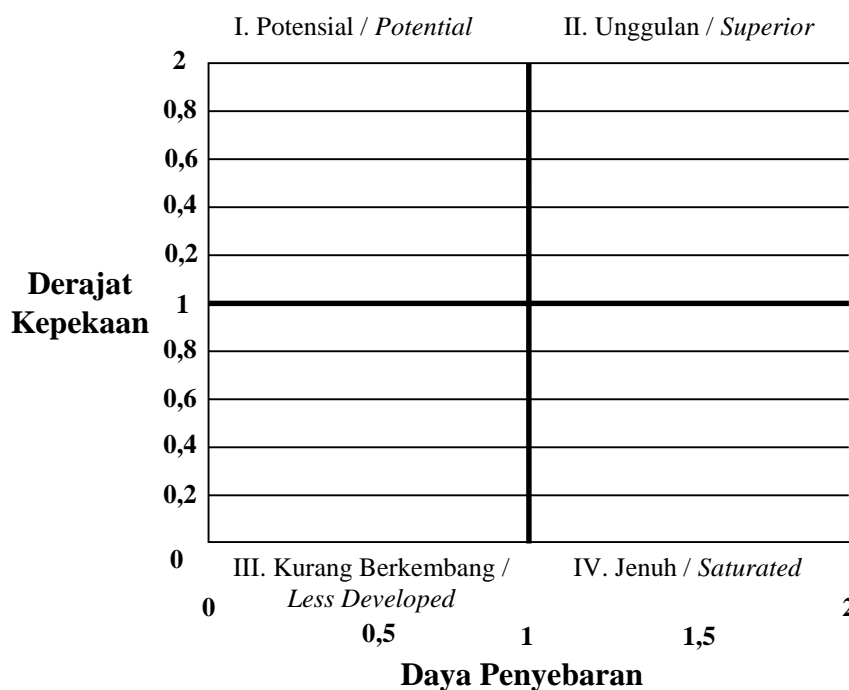 I. Potensial / Potential
II. Unggulan / Superior
2
0,8
0,6
0,4
0,2
1
0,8
0,6
0,4
0,2
0
Derajat
Kepekaan
III. Kurang Berkembang /
Less Developed
IV. Jenuh / Saturated
0
0,5
1
1,5
2
Daya Penyebaran